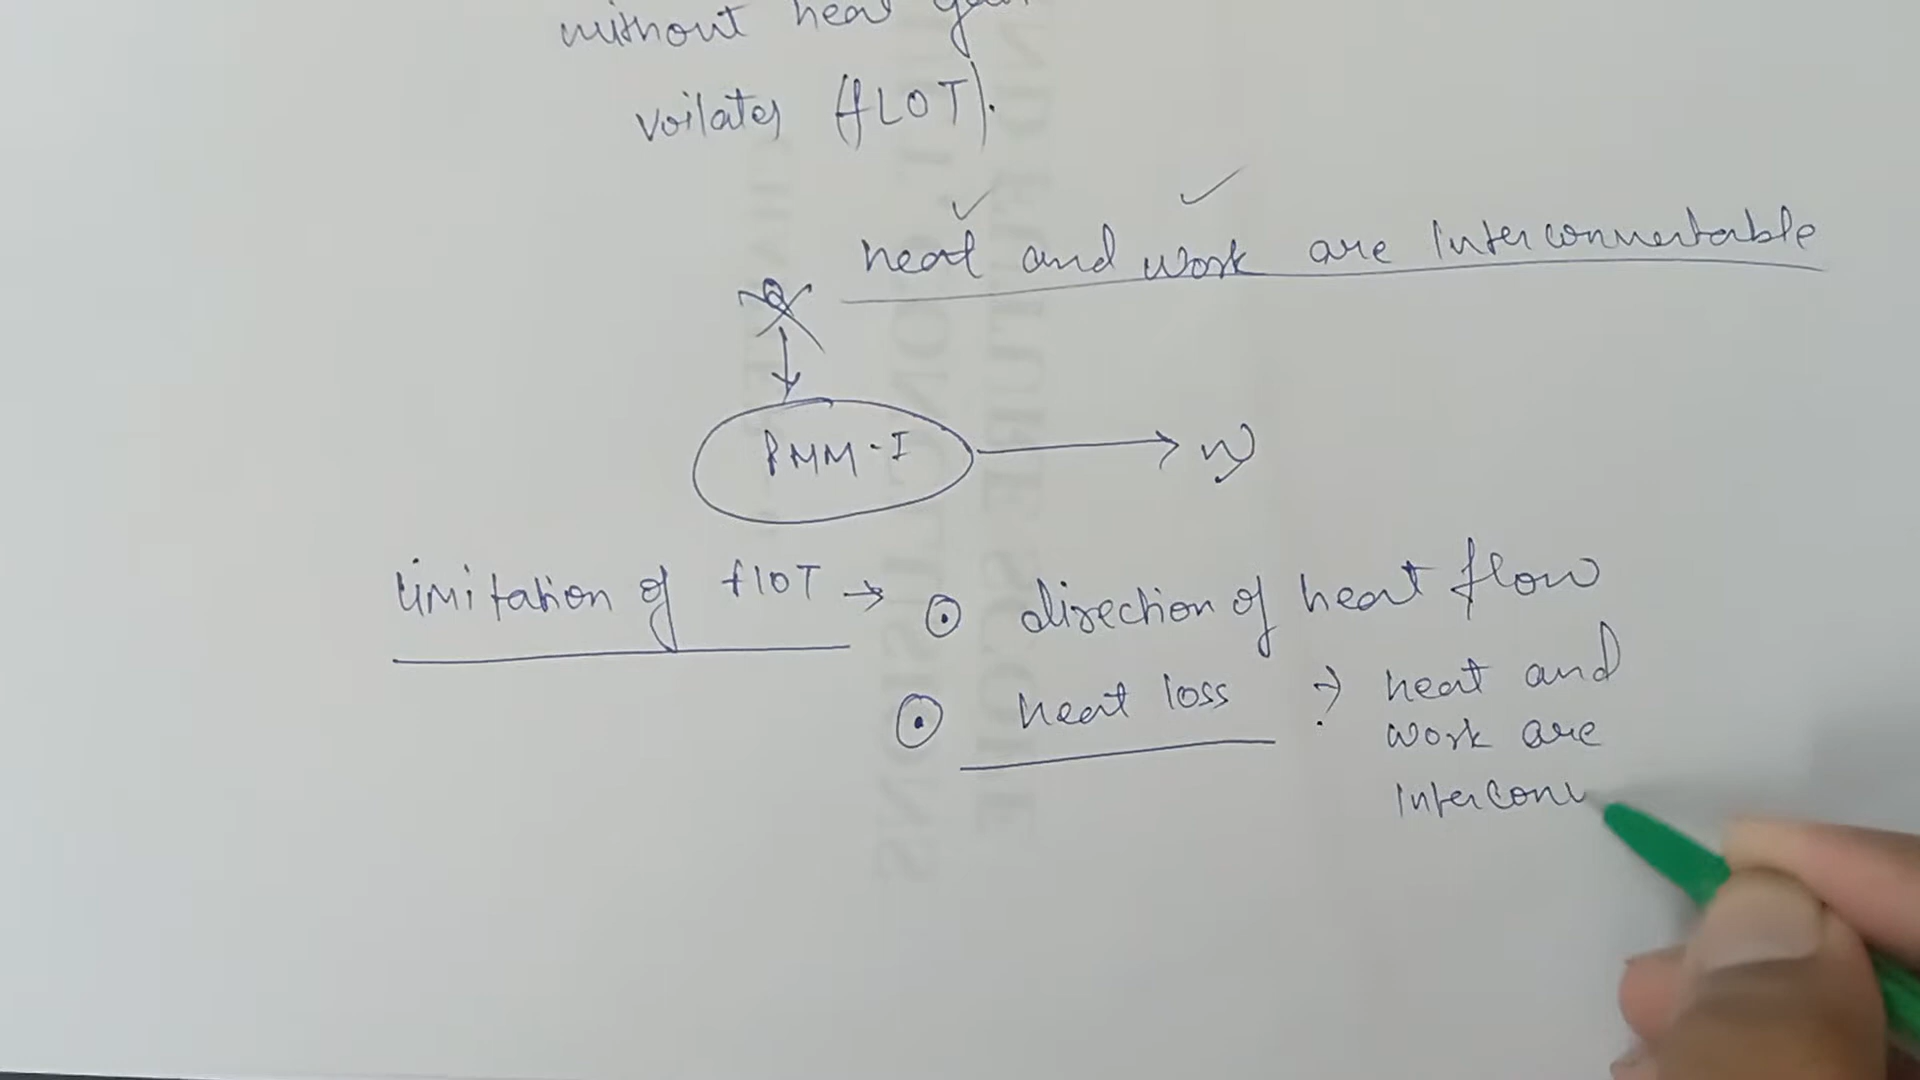 without heat
voilates (fLOT).
heat and work are Interconvertable
Q
PMM-I
W
limitation of fLOT → ⊙ direction of heat flow
⊙ heat loss → heat and
work are
Interconv